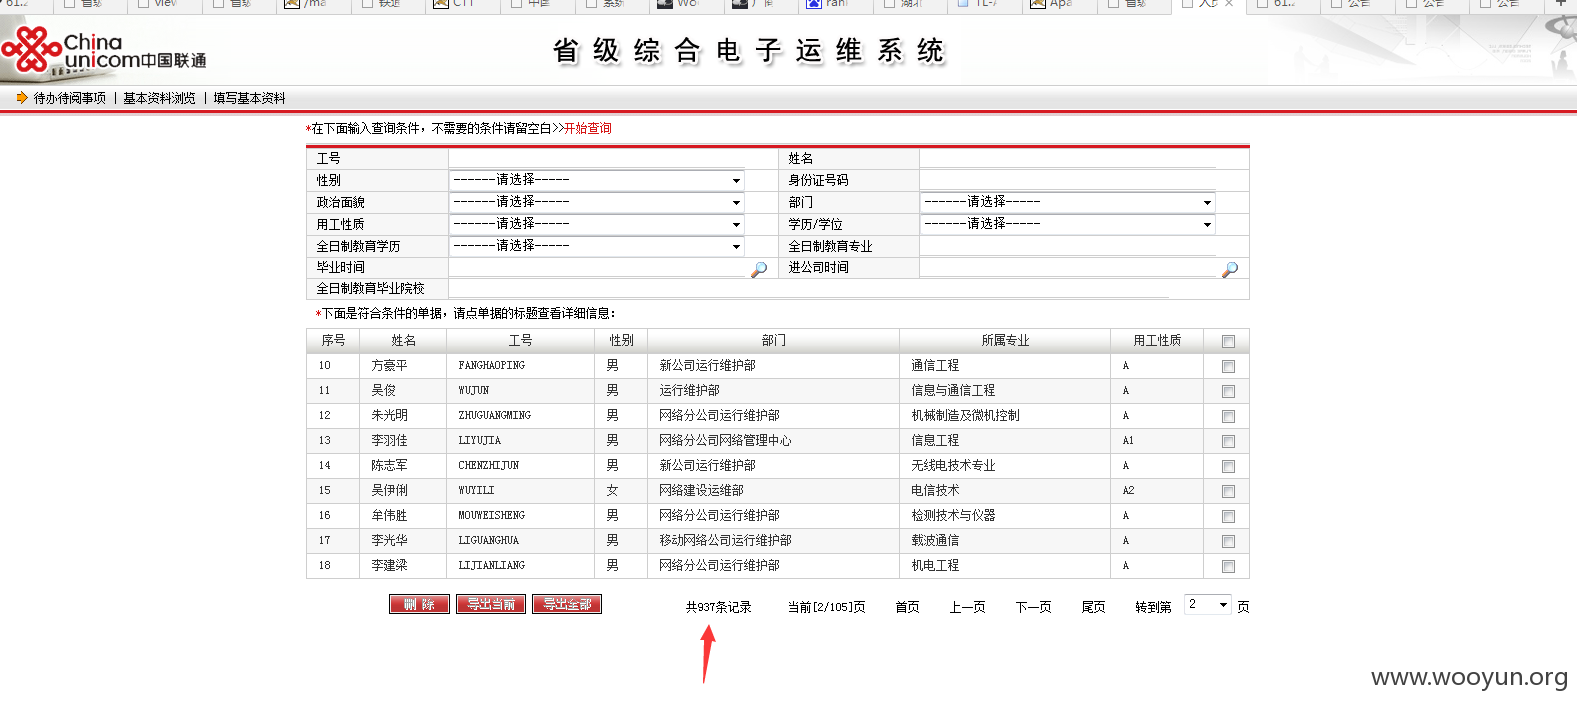 China
unicom中国联通
省级综合电子运维系统
待办待阅事项 | 基本资料浏览 | 填写基本资料
*在下面输入查询条件，不需要的条件请留空白>>开始查询
工号 姓名
性别 ------请选择----- 身份证号码
政治面貌 ------请选择----- 部门 ------请选择-----
用工性质 ------请选择----- 学历/学位 ------请选择-----
全日制教育学历 ------请选择----- 全日制教育专业
毕业时间 进公司时间
全日制教育毕业院校
*下面是符合条件的单据，请点单据的标题查看详细信息：
序号 姓名 工号 性别 部门 所属专业 用工性质
10 方豪平 FANGHAOPING 男 新公司运行维护部 通信工程 A
11 吴俊 WUJUN 男 运行维护部 信息与通信工程 A
12 朱光明 ZHUGUANGMING 男 网络分公司运行维护部 机械制造及微机控制 A
13 李羽佳 LIYUJIA 男 网络分公司网络管理中心 信息工程 A1
14 陈志军 CHENZHIJUN 男 新公司运行维护部 无线电技术专业 A
15 吴伊俐 WUYILI 女 网络建设运维部 电信技术 A2
16 牟伟胜 MOUWEISHENG 男 网络分公司运行维护部 检测技术与仪器 A
17 李光华 LIGUANGHUA 男 移动网络公司运行维护部 载波通信 A
18 李建梁 LIJIANLIANG 男 网络分公司运行维护部 机电工程 A
删 除 导出当前 导出全部 共937条记录 当前[2/105]页 首页 上一页 下一页 尾页 转到第 2 页
www.wooyun.org